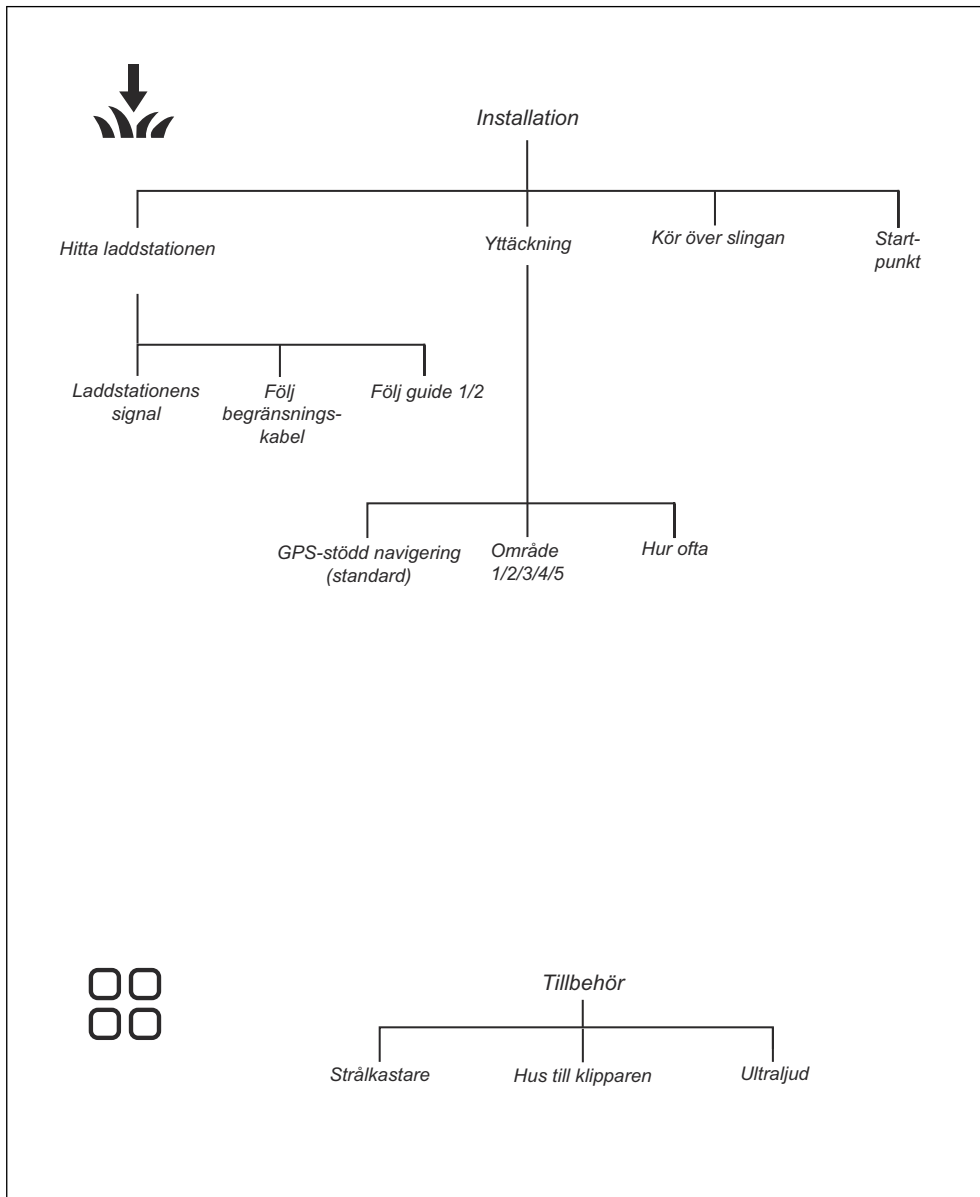 Installation
Hitta laddstationen
Yttäckning
Kör över slingan
Start-
punkt
Laddstationens
signal
Följ
begränsnings-
kabel
Följ guide 1/2
GPS-stödd navigering
(standard)
Område
1/2/3/4/5
Hur ofta
Tillbehör
Strålkastare
Hus till klipparen
Ultraljud